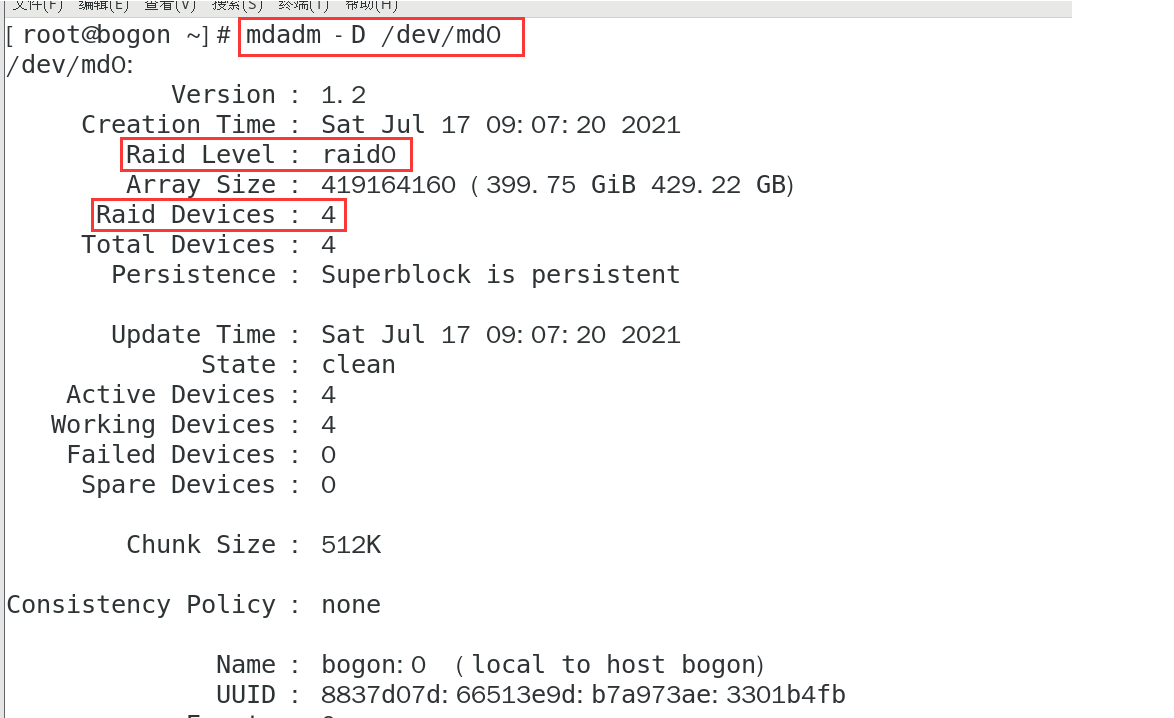 文件(F) 编辑(E) 查看(V) 搜索(S) 终端(T) 帮助(H)
[root@bogon ~]# mdadm -D /dev/md0
/dev/md0:
Version : 1.2
Creation Time : Sat Jul 17 09:07:20 2021
Raid Level : raid0
Array Size : 419164160 (399.75 GiB 429.22 GB)
Raid Devices : 4
Total Devices : 4
Persistence : Superblock is persistent
Update Time : Sat Jul 17 09:07:20 2021
State : clean
Active Devices : 4
Working Devices : 4
Failed Devices : 0
Spare Devices : 0
Chunk Size : 512K
Consistency Policy : none
Name : bogon:0 (local to host bogon)
UUID : 8837d07d:66513e9d:b7a973ae:3301b4fb